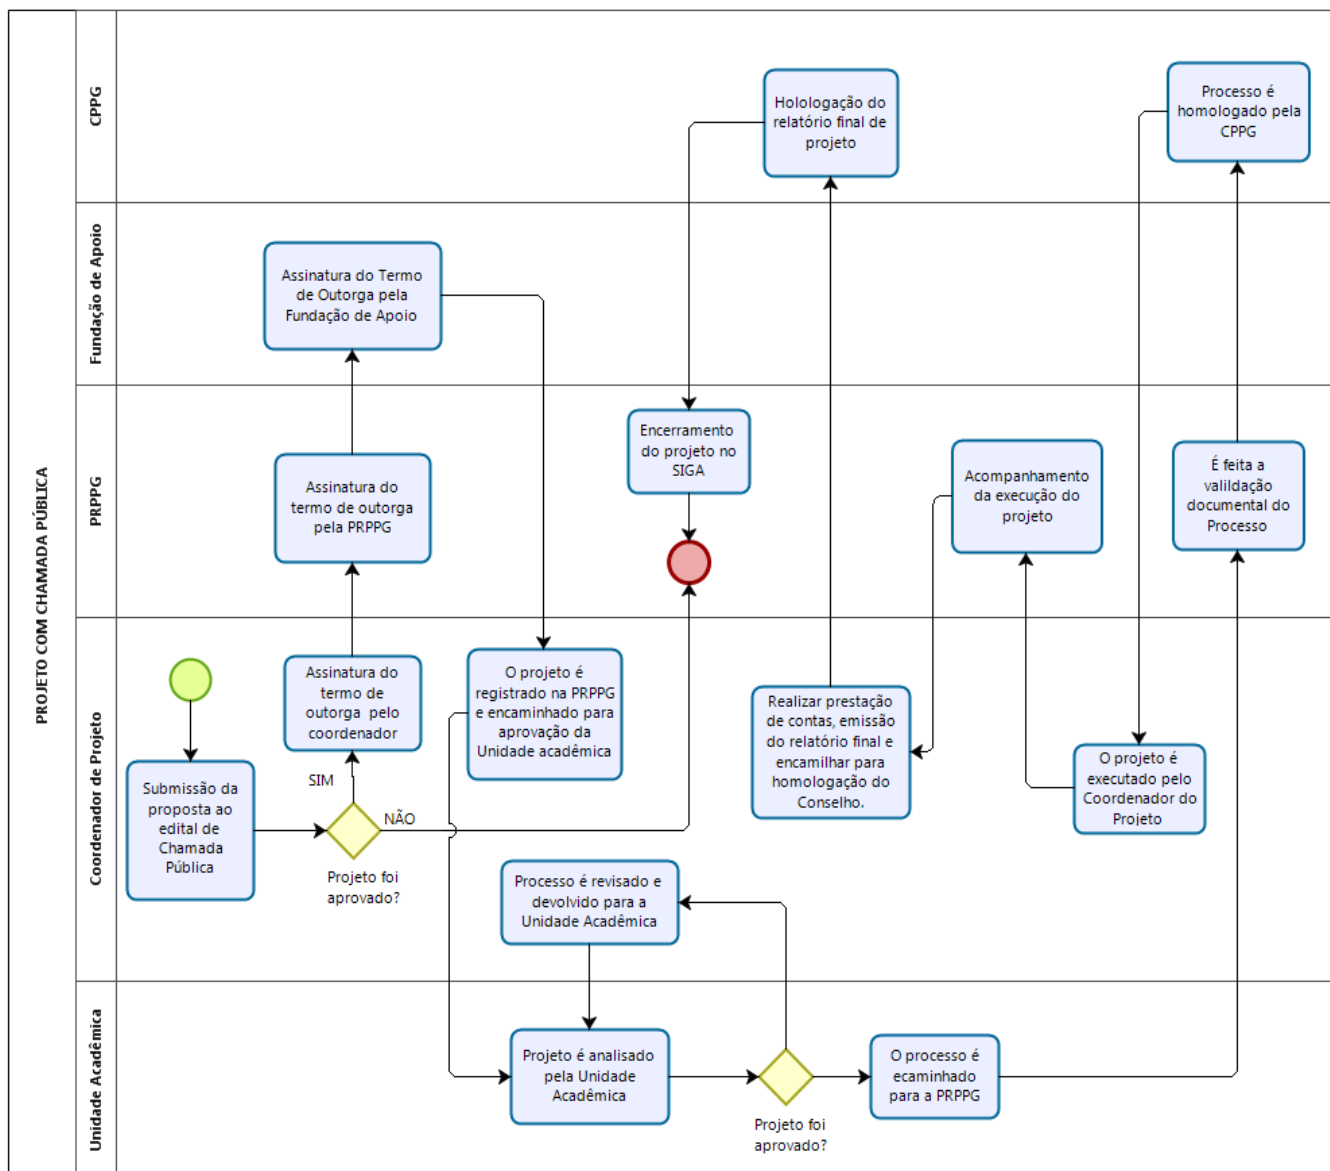 PROJETO COM CHAMADA PÚBLICA
CPPG
Hololoogação do
relatório final de
projeto
Processo é
homologado pela
CPPG
Fundação de Apoio
Assinatura do Termo
de Outorga pela
Fundação de Apoio
PRPPG
Assinatura do
termo de outorga
pela PRPPG
Encerramento
do projeto no
SIGA
Acompanhamento
da execução do
projeto
É feita a
valildação
documental do
Processo
Coordenador de Projeto
Submissão da
proposta ao
edital de
Chamada
Pública
Assinatura do
termo de
outorga pelo
coordenador
SIM
NÃO
Projeto foi
aprovado?
O projeto é
registrado na PRPPG
e encaminhado para
aprovação da
Unidade acadêmica
Realizar prestação
de contas, emissão
do relatório final e
encamilhar para
homologação do
Conselho.
O projeto é
executado pelo
Coordenador do
Projeto
Processo é revisado e
devolvido para a
Unidade Acadêmica
Unidade Acadêmica
Projeto é analisado
pela Unidade
Acadêmica
Projeto foi
aprovado?
O processo é
ecaminhado
para a PRPPG